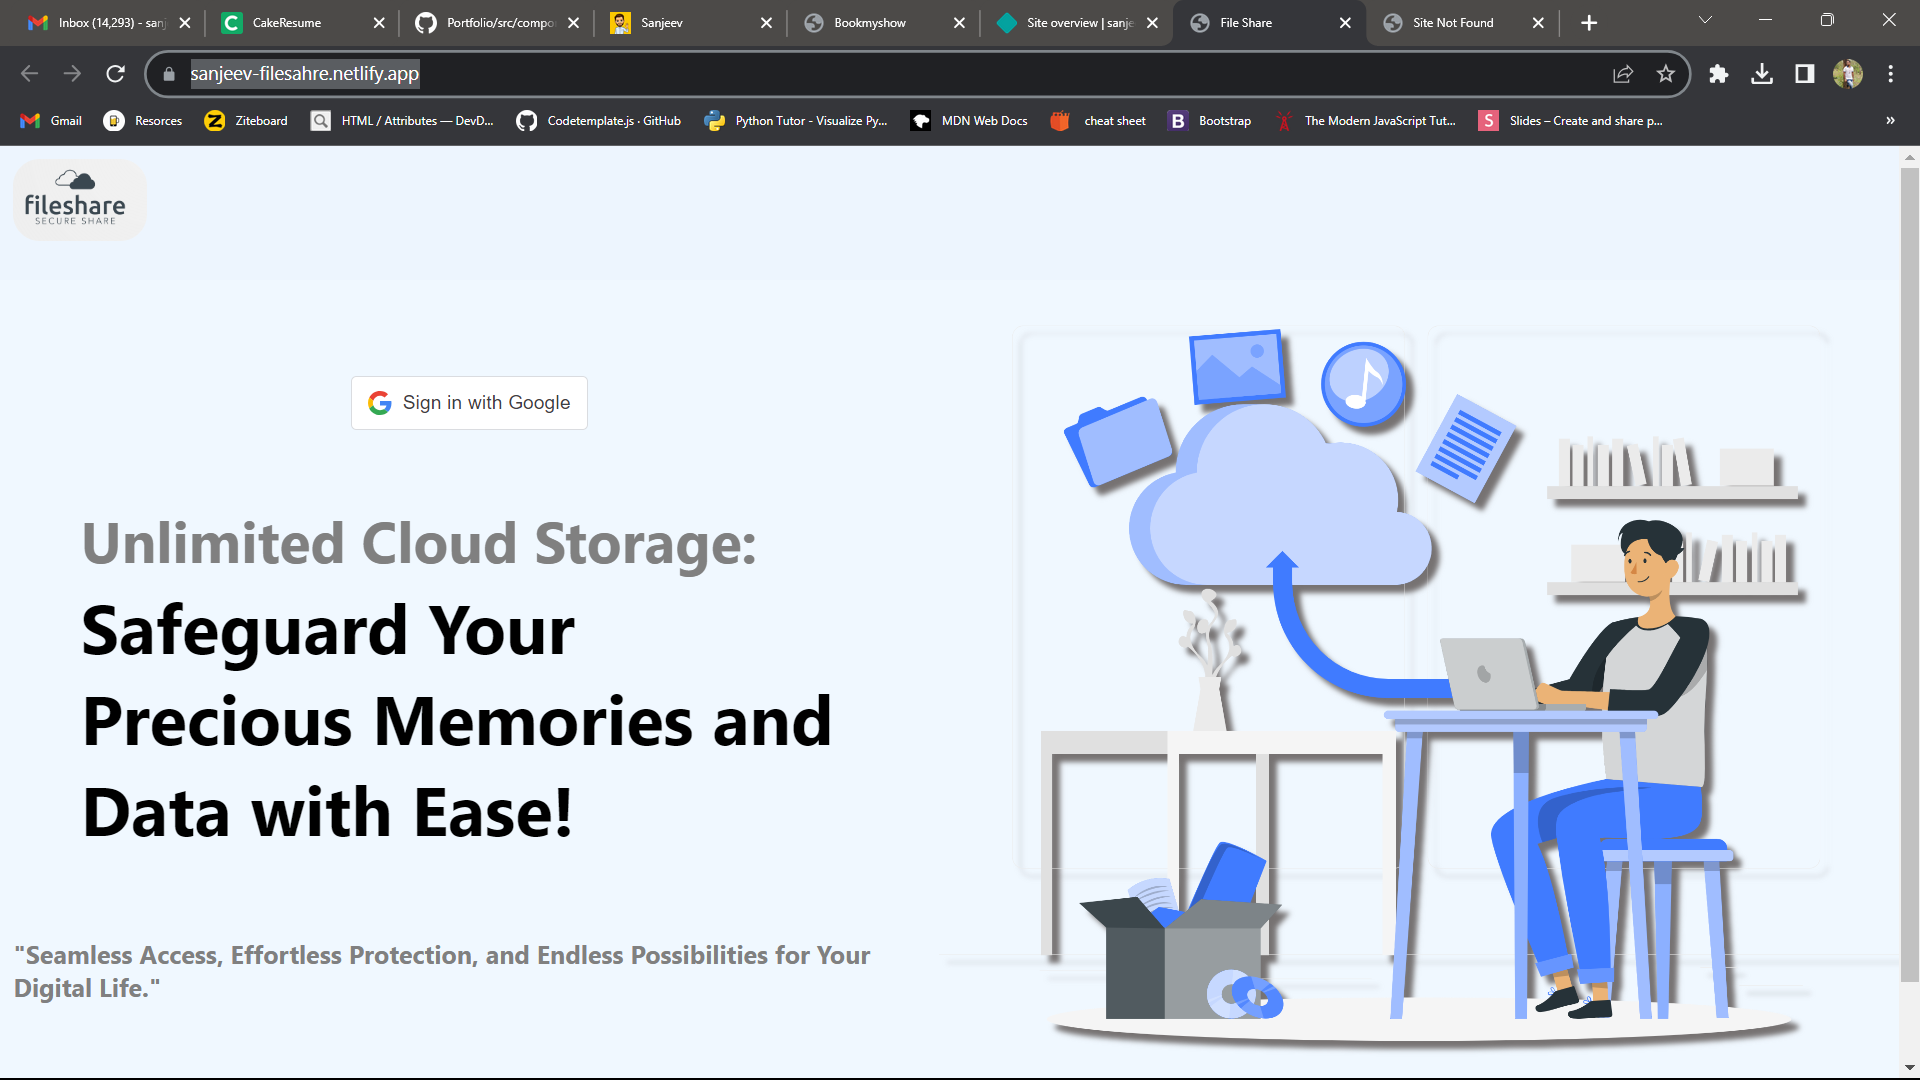 Inbox (14,293) - sanj
CakeResume
Portfolio/src/compo
Sanjeev
Bookmyshow
Site overview | sanje
File Share
Site Not Found
sanjeev-filesahre.netlify.app
Gmail
Resorces
Ziteboard
HTML / Attributes — DevD...
Codetemplate.js · GitHub
Python Tutor - Visualize Py...
MDN Web Docs
cheat sheet
B Bootstrap
The Modern JavaScript Tut...
S Slides – Create and share p...
»
fileshare
SECURE SHARE
Sign in with Google
Unlimited Cloud Storage:
Safeguard Your
Precious Memories and
Data with Ease!
"Seamless Access, Effortless Protection, and Endless Possibilities for Your
Digital Life."